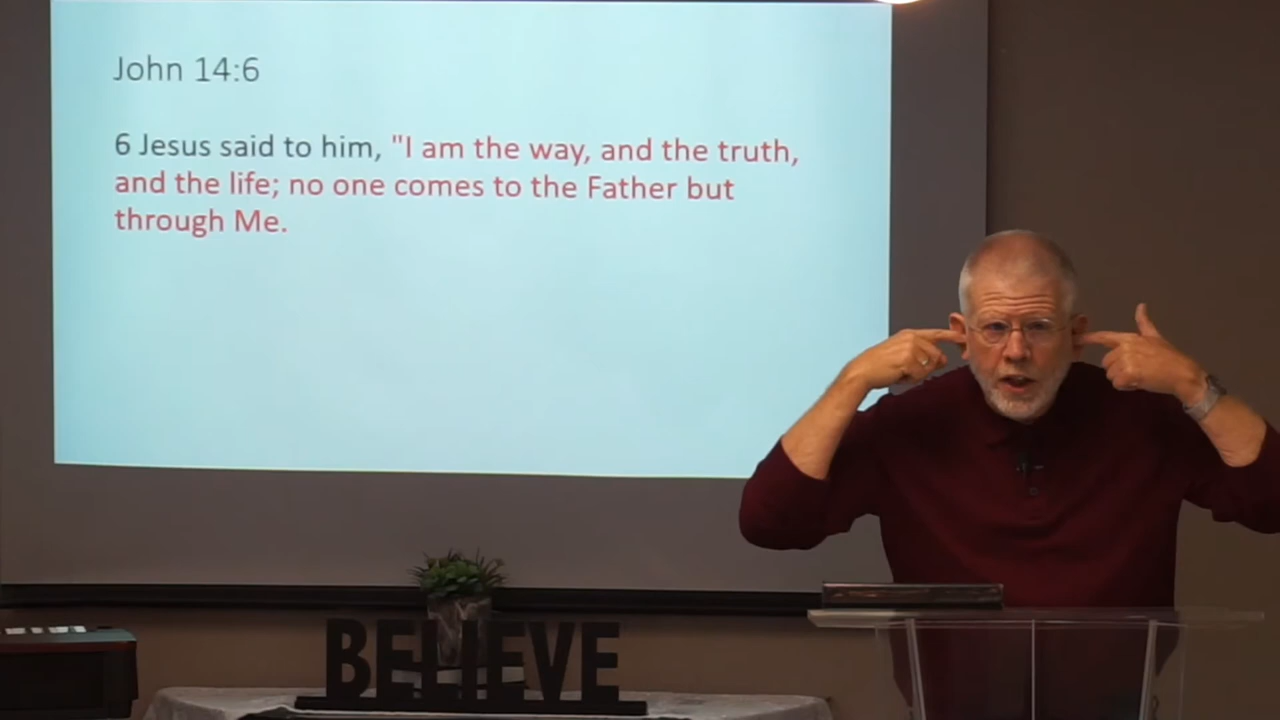 John 14:6
6 Jesus said to him, "I am the way, and the truth,
and the life; no one comes to the Father but
through Me.
BELIEVE